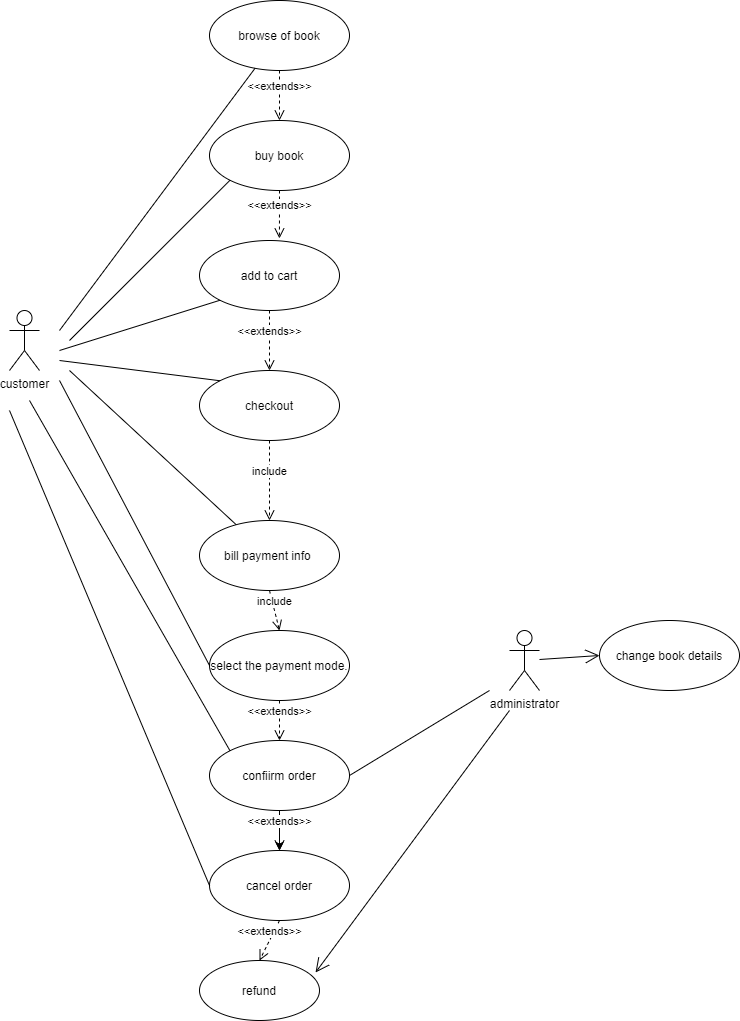 browse of book
<<extends>>
buy book
<<extends>>
add to cart
<<extends>>
customer
checkout
include
bill payment info
include
select the payment mode.
change book details
administrator
<<extends>>
confiirm order
<<extends>>
cancel order
<<extends>>
refund